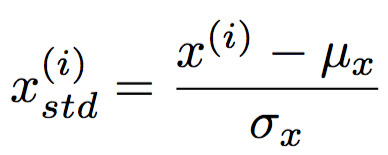 x_{std}^{(i)} = \frac{x^{(i)} - \mu_x}{\sigma_x}